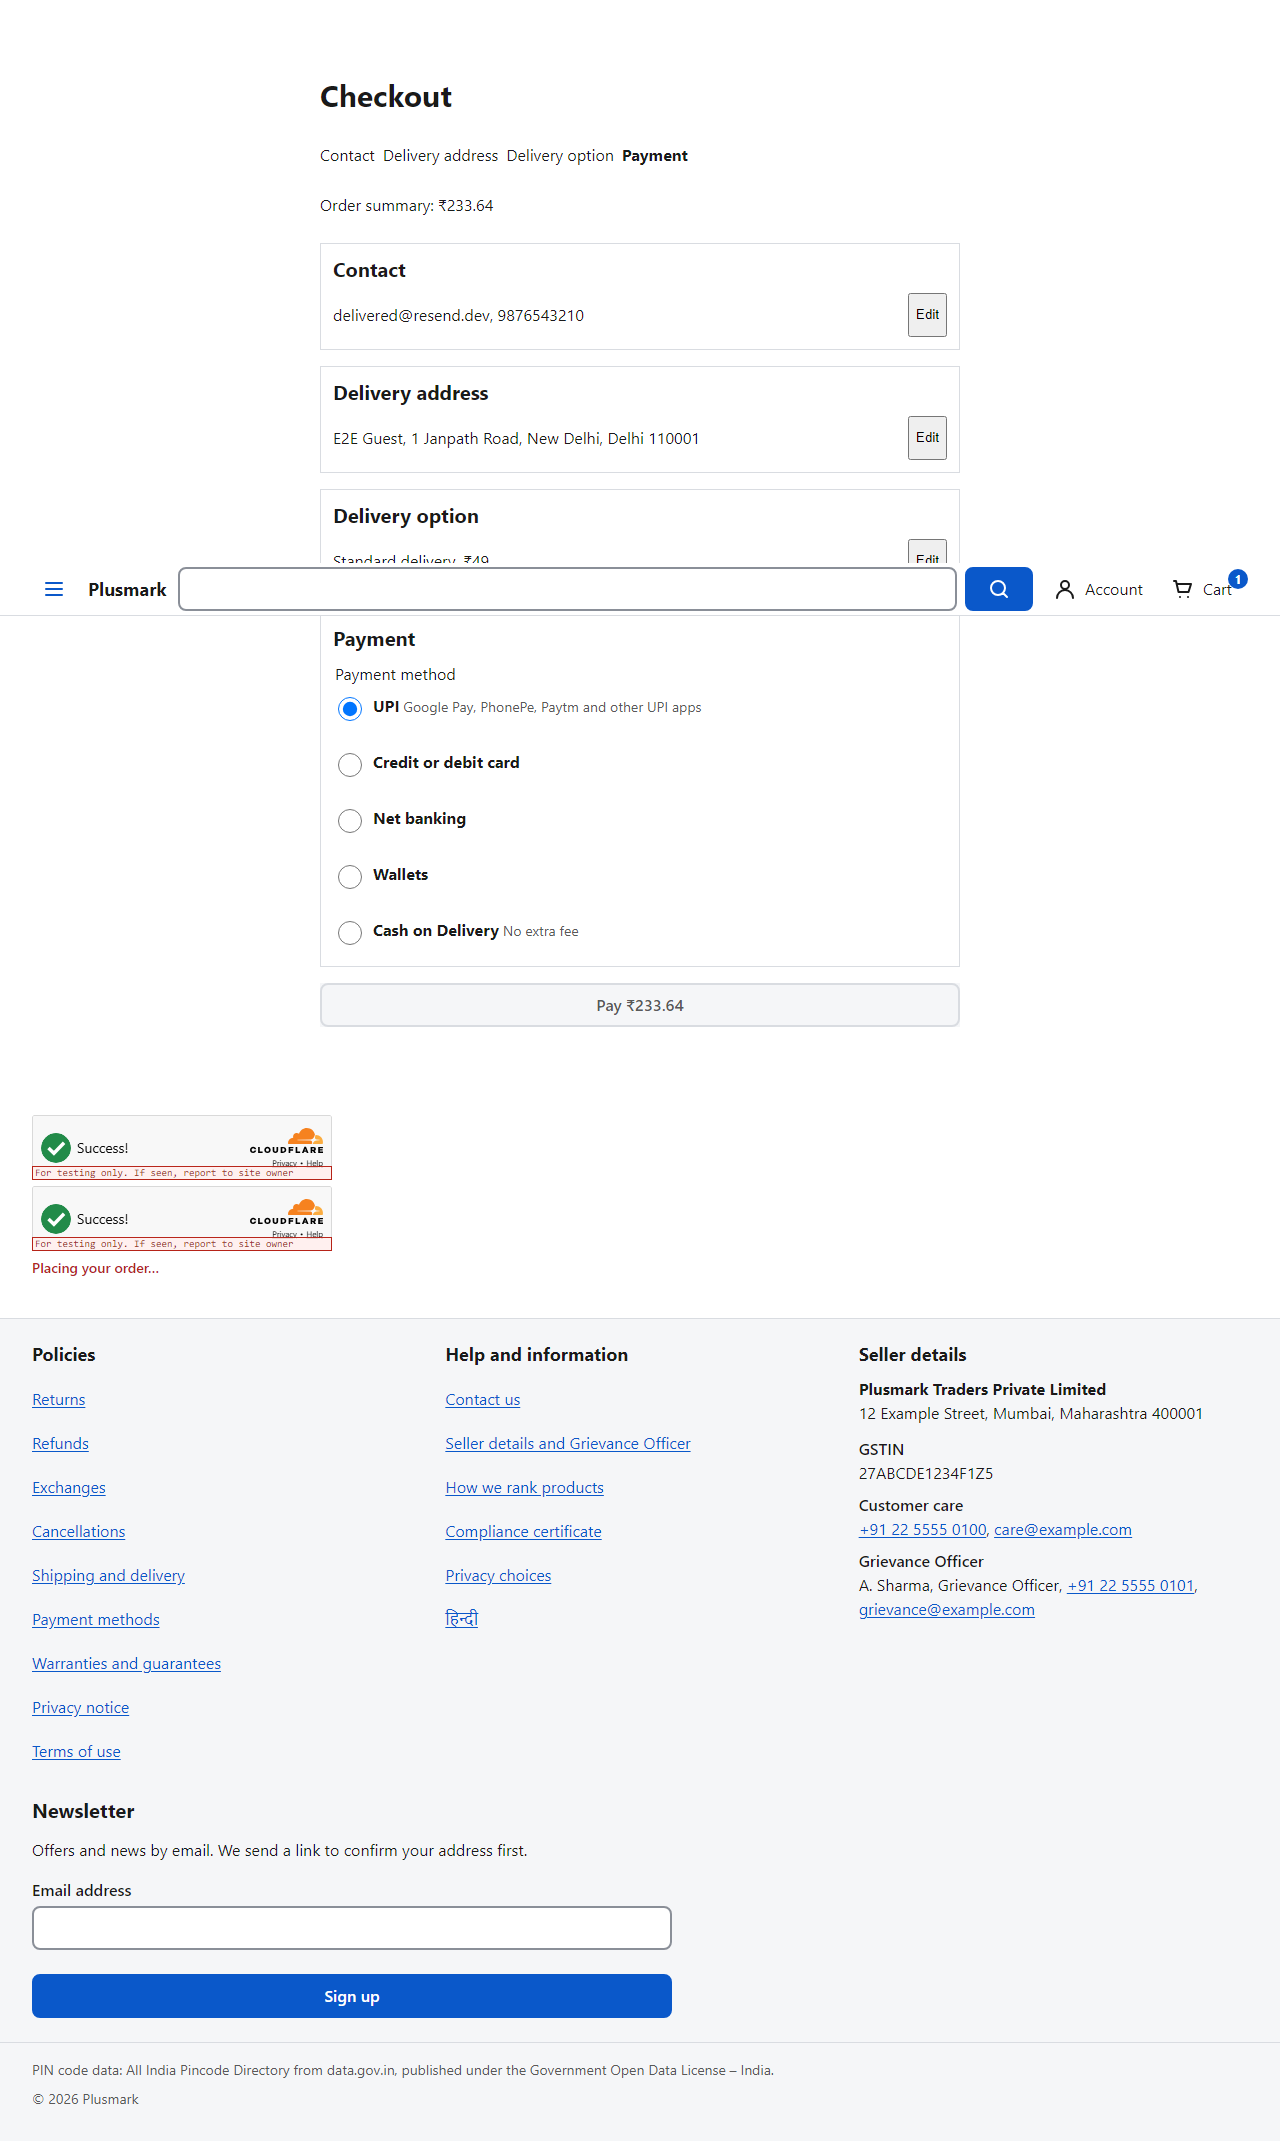 Checkout
Contact Delivery address Delivery option Payment
Order summary: ₹233.64
Contact
delivered@resend.dev, 9876543210
Edit
Delivery address
E2E Guest, 1 Janpath Road, New Delhi, Delhi 110001
Edit
Delivery option
Standard delivery, ₹49
Edit
Plusmark
Account
Cart
1
Payment
Payment method
UPI Google Pay, PhonePe, Paytm and other UPI apps
Credit or debit card
Net banking
Wallets
Cash on Delivery No extra fee
Pay ₹233.64
Success!
CLOUDFLARE
Privacy • Help
For testing only. If seen, report to site owner
Success!
CLOUDFLARE
Privacy • Help
For testing only. If seen, report to site owner
Placing your order…
Policies
Returns
Refunds
Exchanges
Cancellations
Shipping and delivery
Payment methods
Warranties and guarantees
Privacy notice
Terms of use
Help and information
Contact us
Seller details and Grievance Officer
How we rank products
Compliance certificate
Privacy choices
हिन्दी
Seller details
Plusmark Traders Private Limited
12 Example Street, Mumbai, Maharashtra 400001
GSTIN
27ABCDE1234F1Z5
Customer care
+91 22 5555 0100, care@example.com
Grievance Officer
A. Sharma, Grievance Officer, +91 22 5555 0101,
grievance@example.com
Newsletter
Offers and news by email. We send a link to confirm your address first.
Email address
Sign up
PIN code data: All India Pincode Directory from data.gov.in, published under the Government Open Data License – India.
© 2026 Plusmark